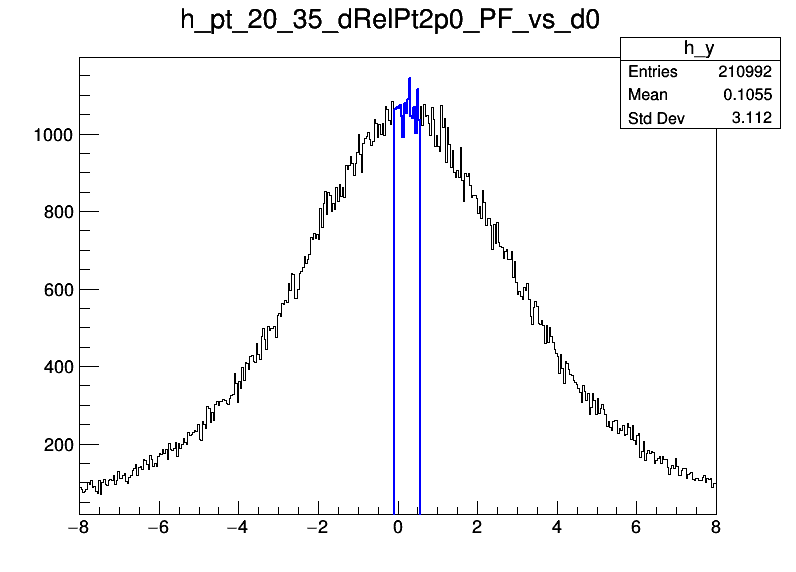 h_pt_20_35_dRelPt2p0_PF_vs_d0
h_y
Entries 210992
Mean 0.1055
Std Dev 3.112
1000
800
600
400
200
−8 −6 −4 −2 0 2 4 6 8